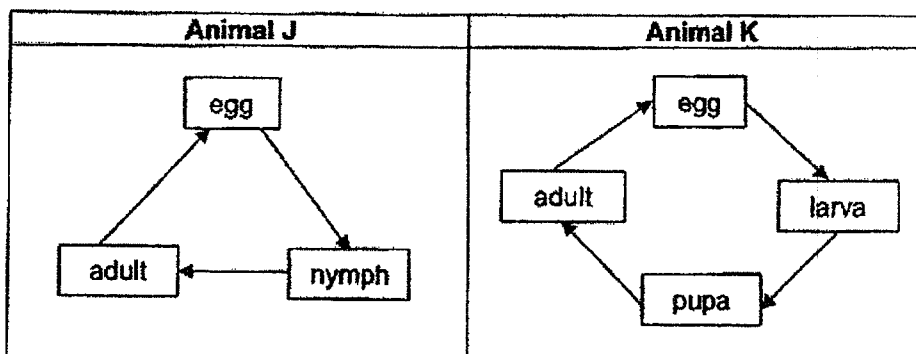 Animal J
egg
adult
nymph
Animal K
egg
adult
larva
pupa